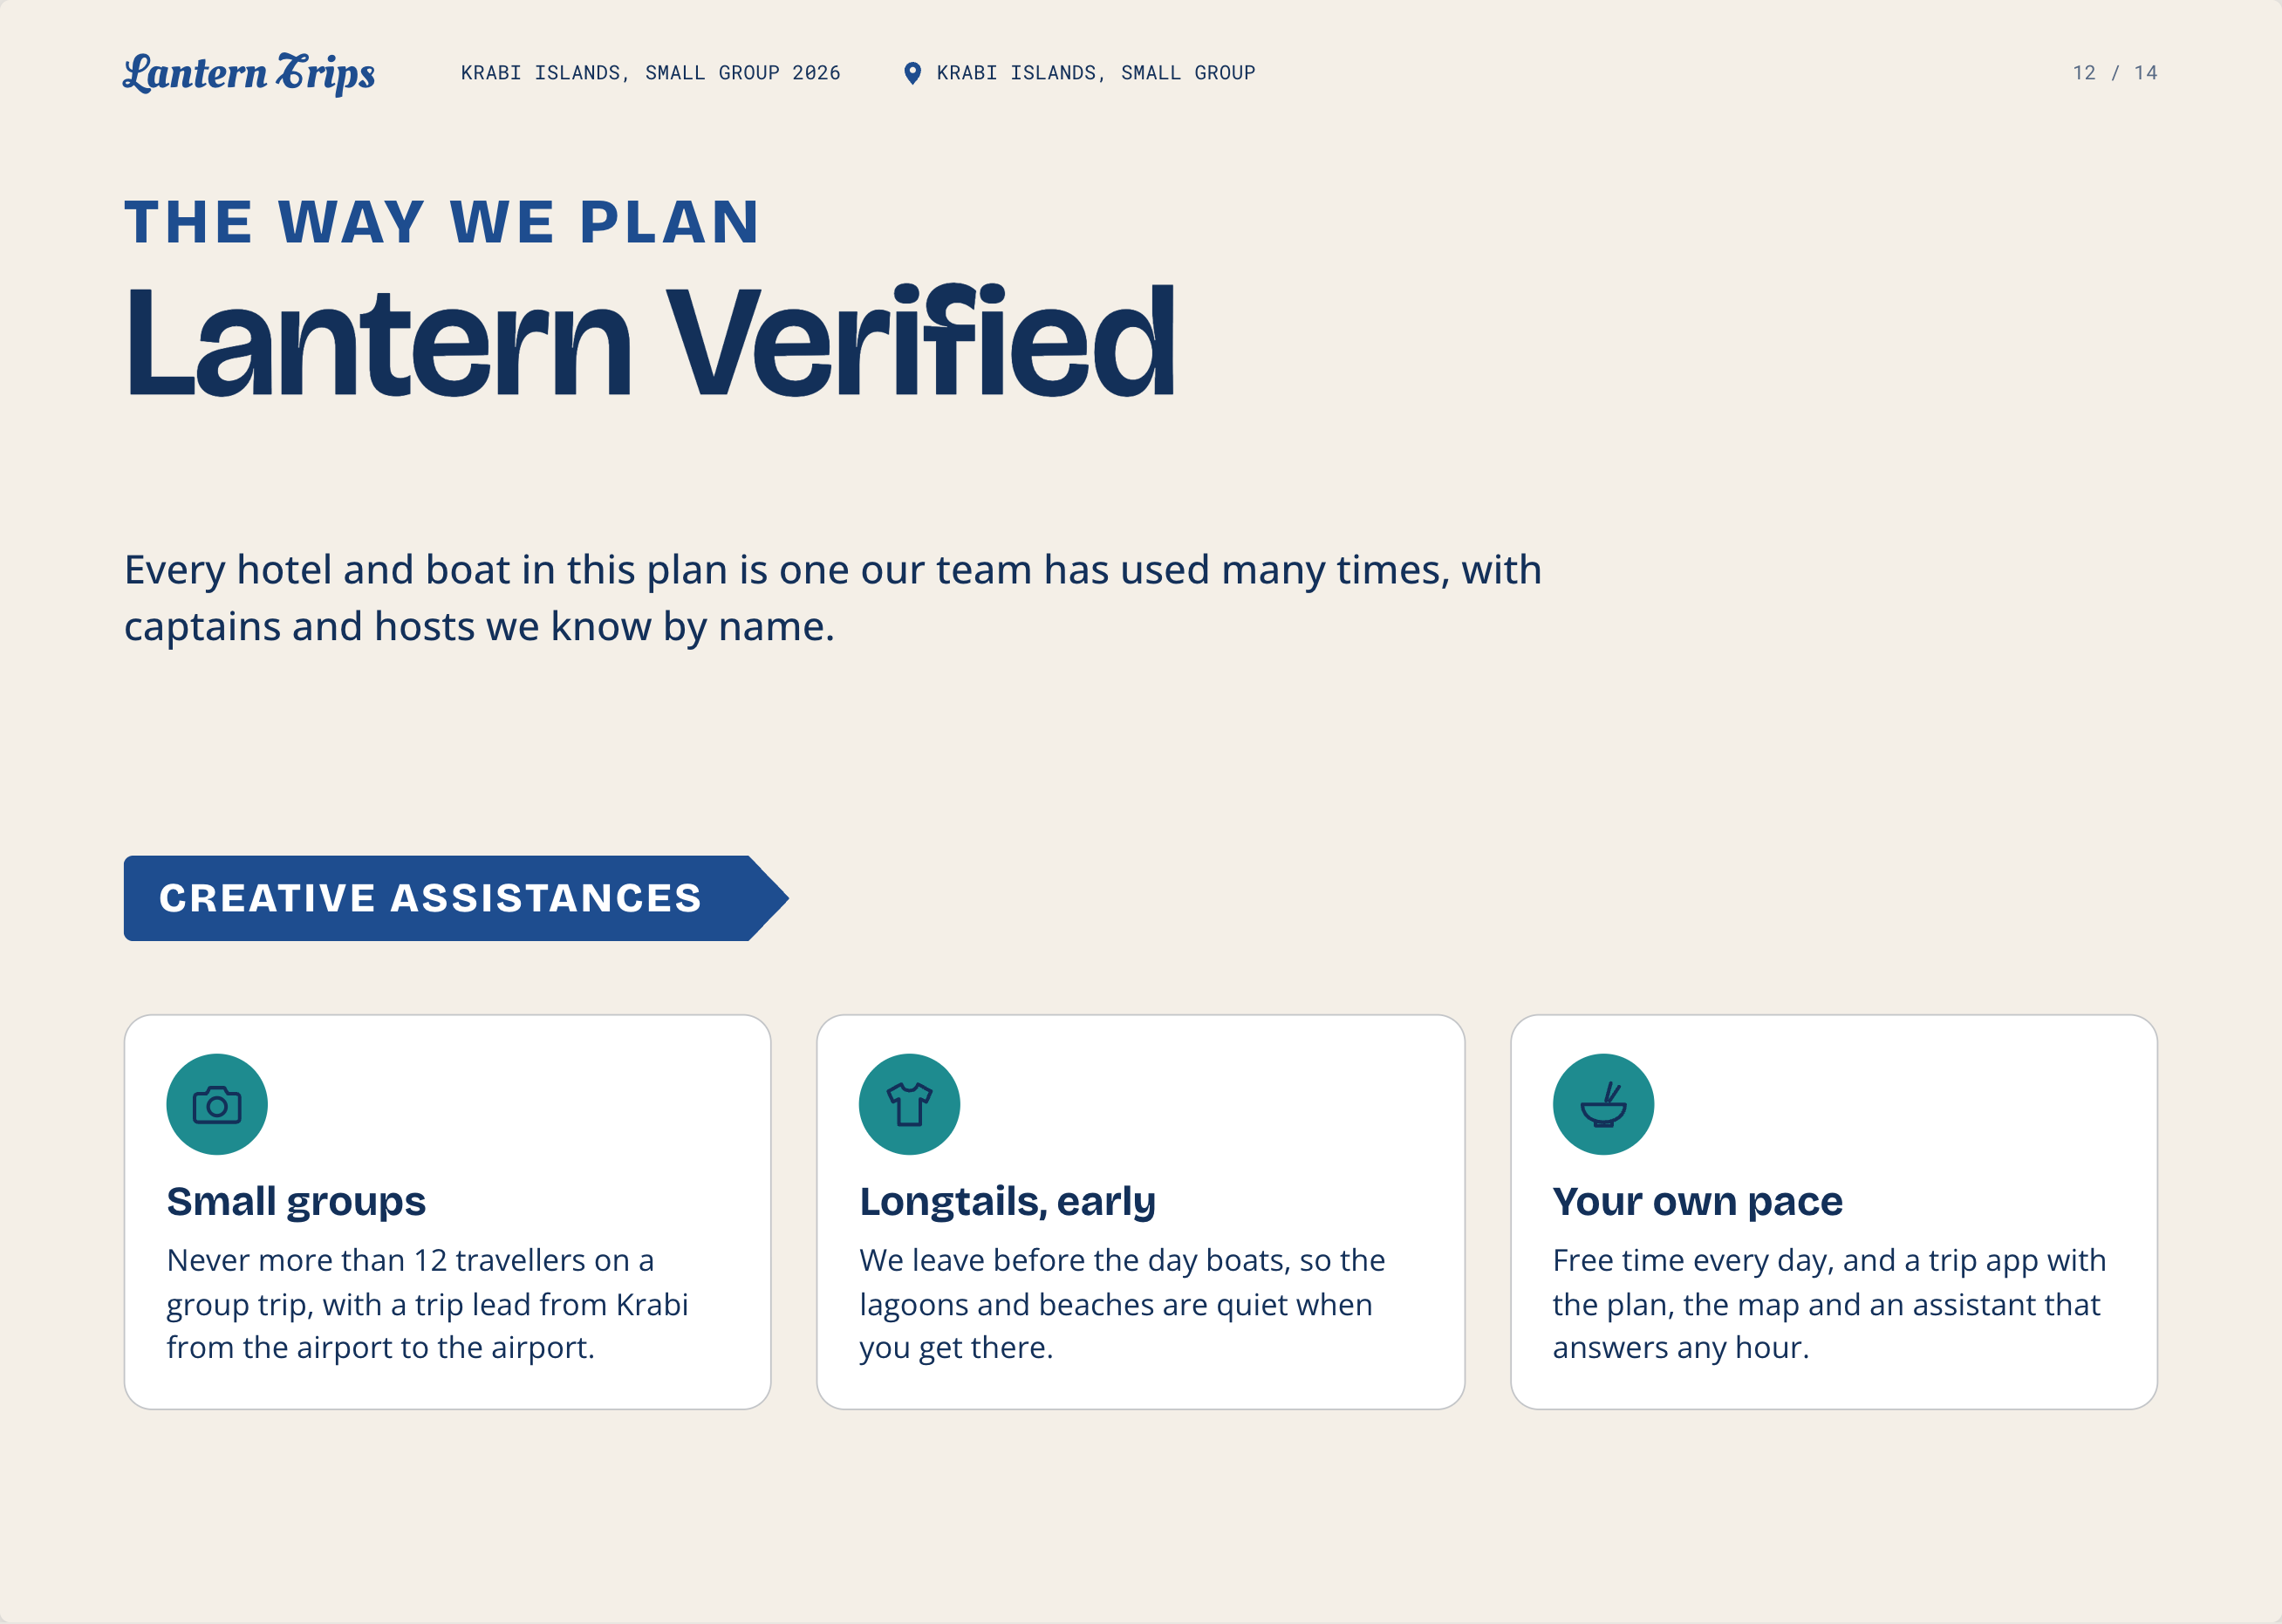 Lantern Trips
KRABI ISLANDS, SMALL GROUP 2026
KRABI ISLANDS, SMALL GROUP
12 / 14
THE WAY WE PLAN
Lantern Verified
Every hotel and boat in this plan is one our team has used many times, with
captains and hosts we know by name.
CREATIVE ASSISTANCES
Small groups
Never more than 12 travellers on a
group trip, with a trip lead from Krabi
from the airport to the airport.
Longtails, early
We leave before the day boats, so the
lagoons and beaches are quiet when
you get there.
Your own pace
Free time every day, and a trip app with
the plan, the map and an assistant that
answers any hour.